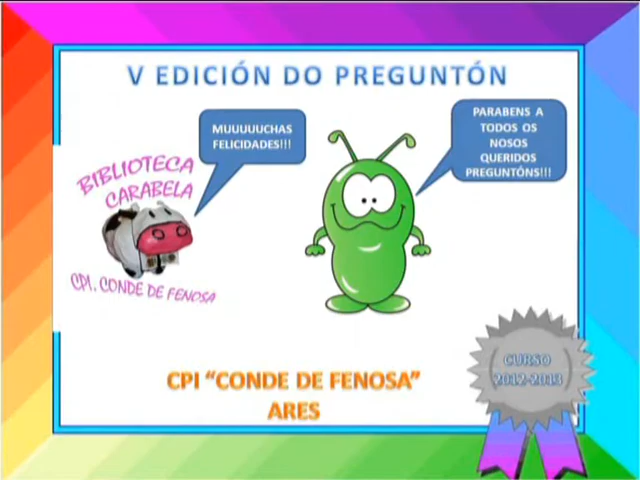 V EDICIÓN DO PREGUNTÓN
MUUUUUCHAS
FELICIDADES!!!
PARABENS A
TODOS OS
NOSOS
QUERIDOS
PREGUNTÓNS!!!
BIBLIOTECA
CARABELA
CPI. CONDE DE FENOSA
CPI “CONDE DE FENOSA”
ARES
CURSO
2012-2013